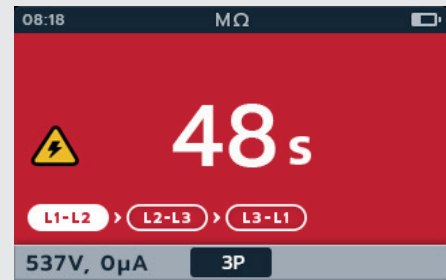 08:18 MΩ
48 s
L1-L2 > L2-L3 > L3-L1
537V, 0µA 3P